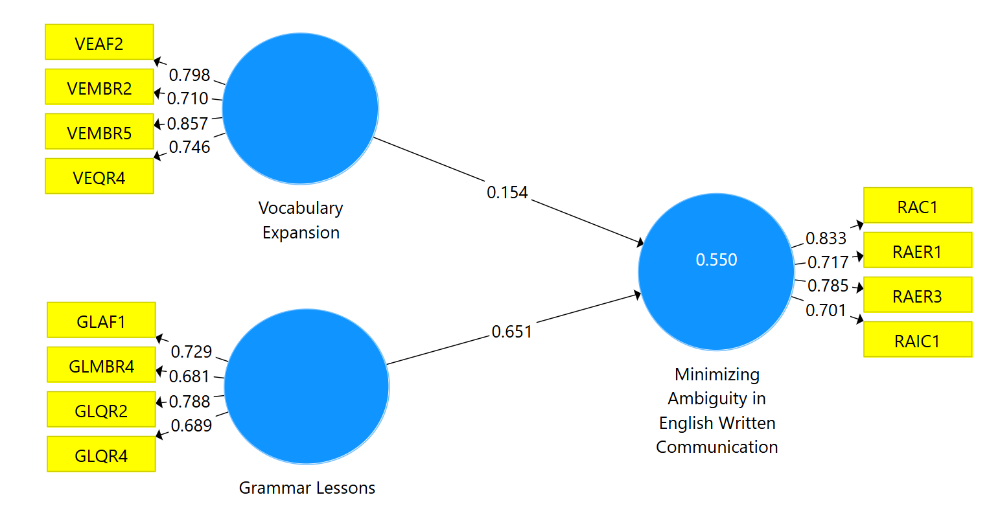 VEAF2
0.798
VEMBR2
0.710
VEMBR5
0.857
0.746
VEQR4
Vocabulary
Expansion
0.154
GLAF1
0.729
GLMBR4
0.681
GLQR2
0.788
0.689
GLQR4
Grammar Lessons
0.651
0.550
Minimizing
Ambiguity in
English Written
Communication
RAC1
0.833
RAER1
0.717
0.785
RAER3
0.701
RAIC1